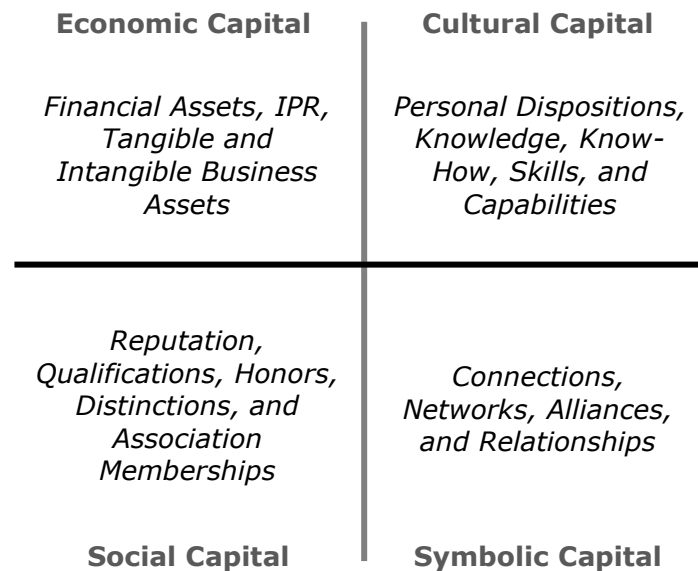 Economic Capital
Financial Assets, IPR,
Tangible and
Intangible Business
Assets
Cultural Capital
Personal Dispositions,
Knowledge, Know-
How, Skills, and
Capabilities
Reputation,
Qualifications, Honors,
Distinctions, and
Association
Memberships
Social Capital
Connections,
Networks, Alliances,
and Relationships
Symbolic Capital